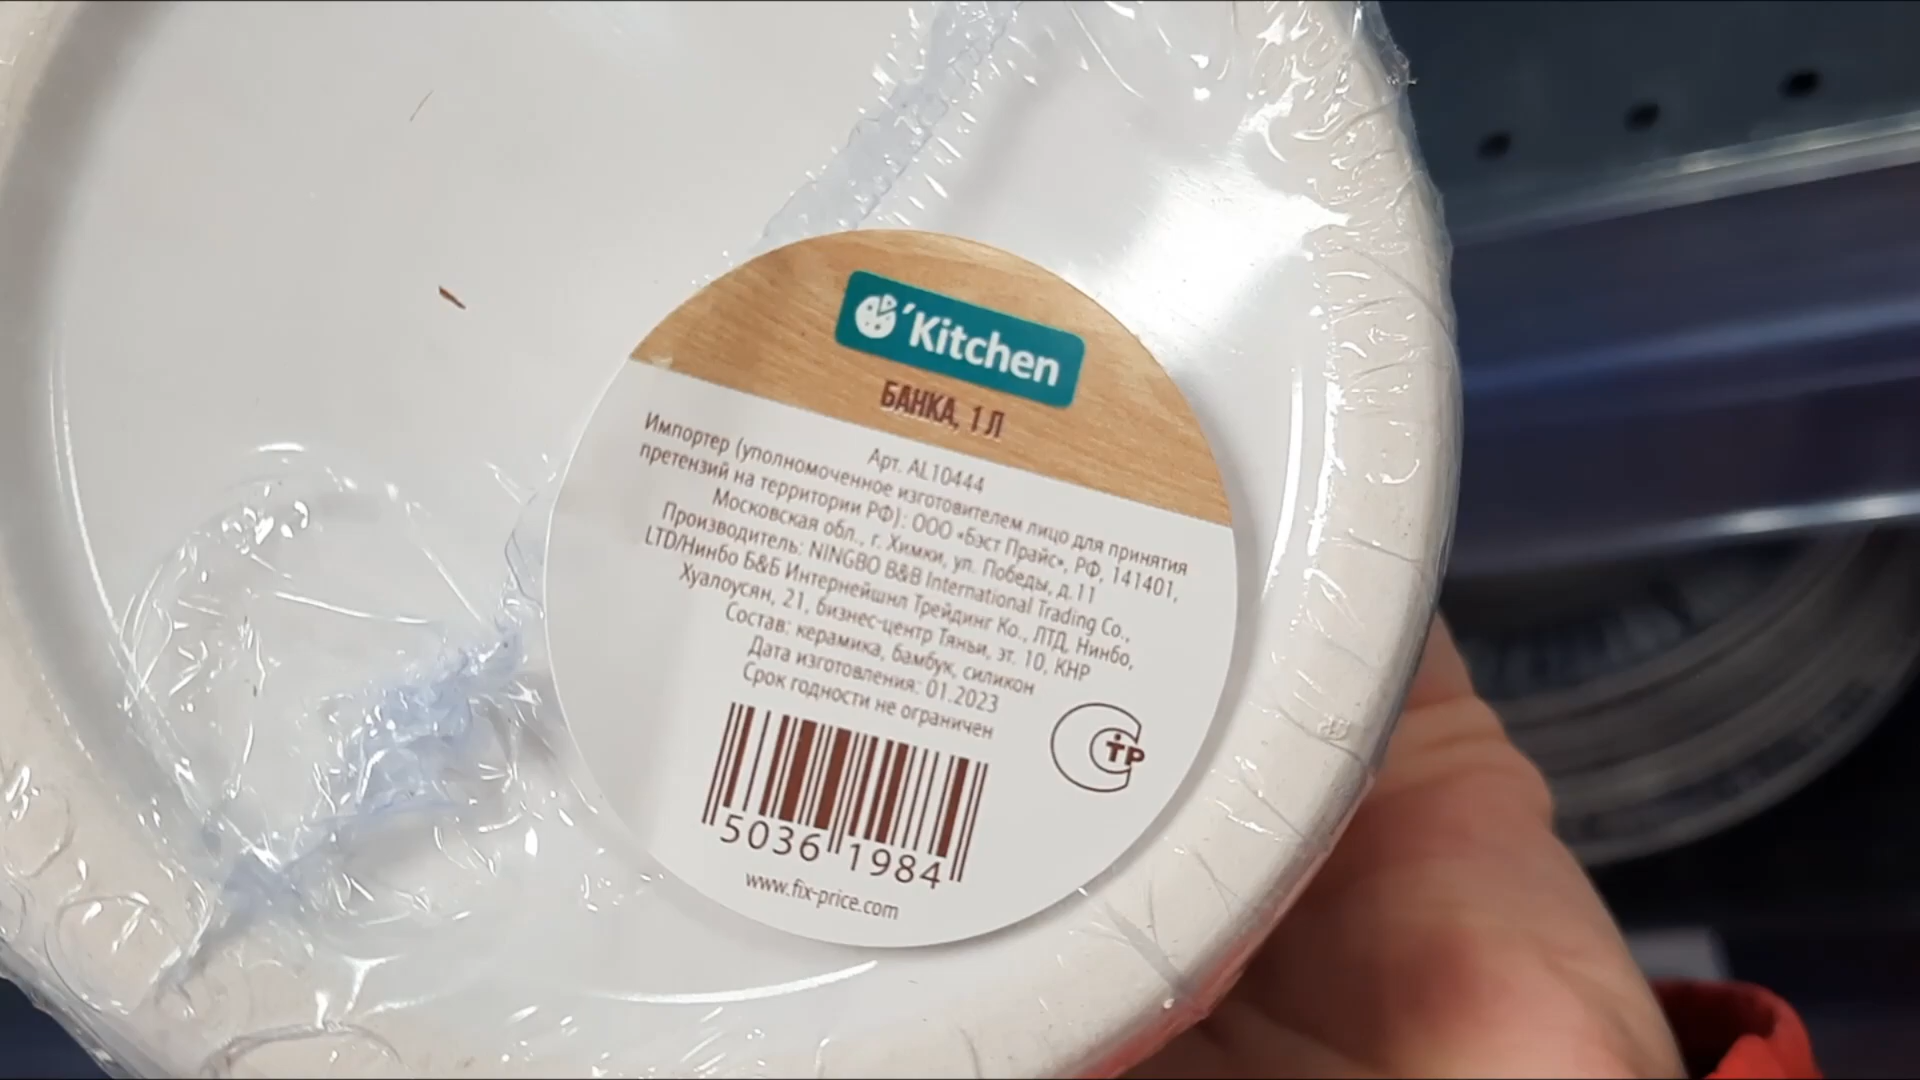 'Kitchen
БАНКА, 1 Л
Арт. AL10444
Импортер (уполномоченное изготовителем лицо для принятия
претензий на территории РФ): ООО «Бэст Прайс», РФ, 141401,
Московская обл., г. Химки, ул. Победы, д.11
Производитель: NINGBO B&B International Trading Co.,
LTD/Нинбо Б&Б Интернейшнл Трейдинг Ко., ЛТД, Нинбо,
Хуалоусян, 21, бизнес-центр Тяньи, эт. 10, КНР
Состав: керамика, бамбук, силикон
Дата изготовления: 01.2023
Срок годности не ограничен
СТР
5036 1984
www.fix-price.com